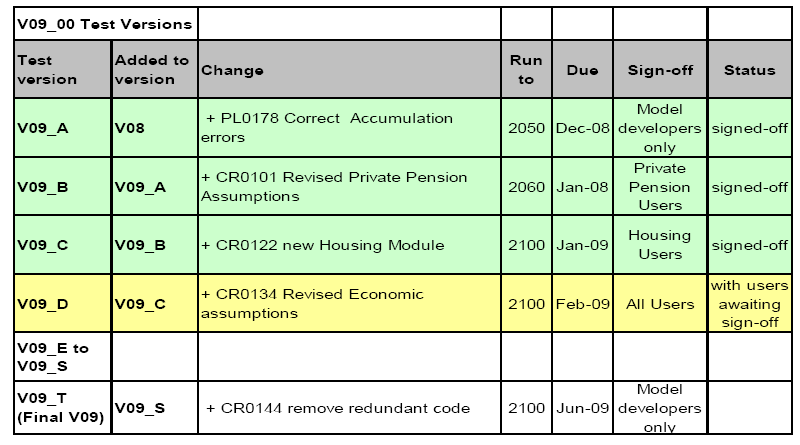 V09_00 Test Versions
Test version | Added to version | Change | Run to | Due | Sign-off | Status
V09_A | V08 | + PL0178 Correct Accumulation errors | 2050 | Dec-08 | Model developers only | signed-off
V09_B | V09_A | + CR0101 Revised Private Pension Assumptions | 2060 | Jan-08 | Private Pension Users | signed-off
V09_C | V09_B | + CR0122 new Housing Module | 2100 | Jan-09 | Housing Users | signed-off
V09_D | V09_C | + CR0134 Revised Economic assumptions | 2100 | Feb-09 | All Users | with users awaiting sign-off
V09_E to V09_S
V09_T (Final V09) | V09_S | + CR0144 remove redundant code | 2100 | Jun-09 | Model developers only